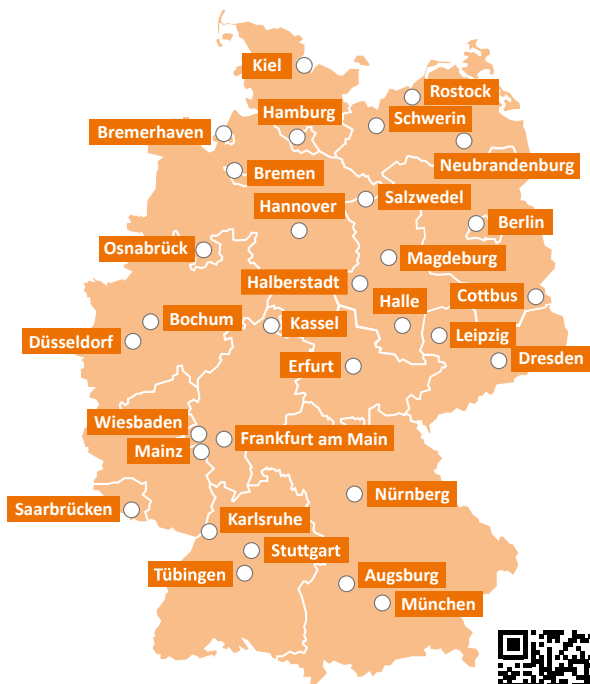 Kiel
Rostock
Hamburg
Schwerin
Bremerhaven
Neubrandenburg
Bremen
Salzwedel
Hannover
Berlin
Osnabrück
Magdeburg
Halberstadt
Halle
Cottbus
Bochum
Kassel
Leipzig
Düsseldorf
Erfurt
Dresden
Wiesbaden
Frankfurt am Main
Mainz
Nürnberg
Saarbrücken
Karlsruhe
Stuttgart
Tübingen
Augsburg
München